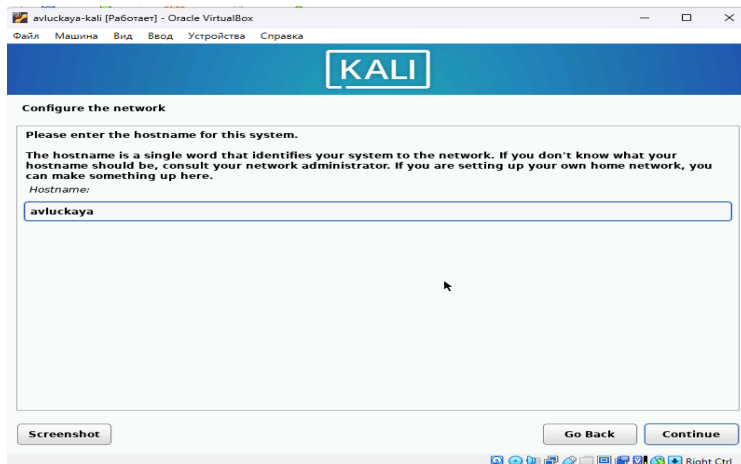 avluckaya-kali [Работает] - Oracle VirtualBox
Файл Машина Вид Ввод Устройства Справка
KALI
Configure the network
Please enter the hostname for this system.
The hostname is a single word that identifies your system to the network. If you don't know what your
hostname should be, consult your network administrator. If you are setting up your own home network, you
can make something up here.
Hostname:
avluckaya
Screenshot Go Back Continue
Right Ctrl